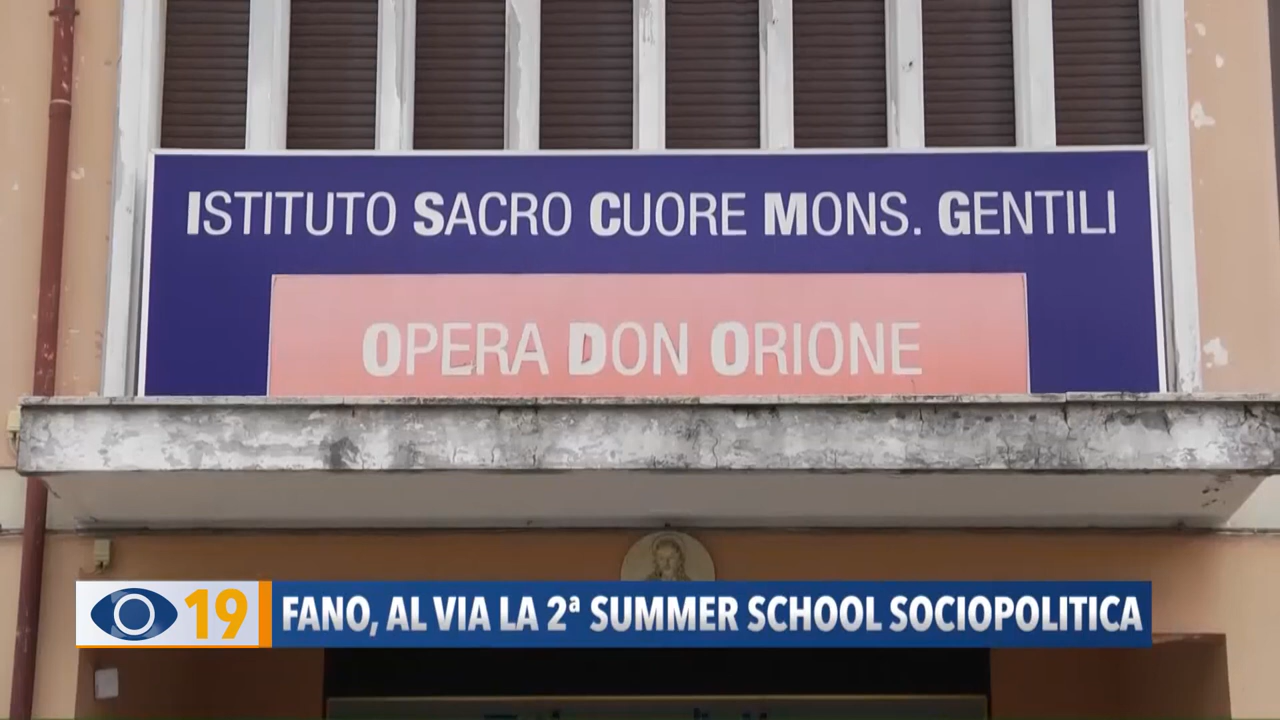 ISTITUTO SACRO CUORE MONS. GENTILI
OPERA DON ORIONE
19 FANO, AL VIA LA 2ª SUMMER SCHOOL SOCIOPOLITICA